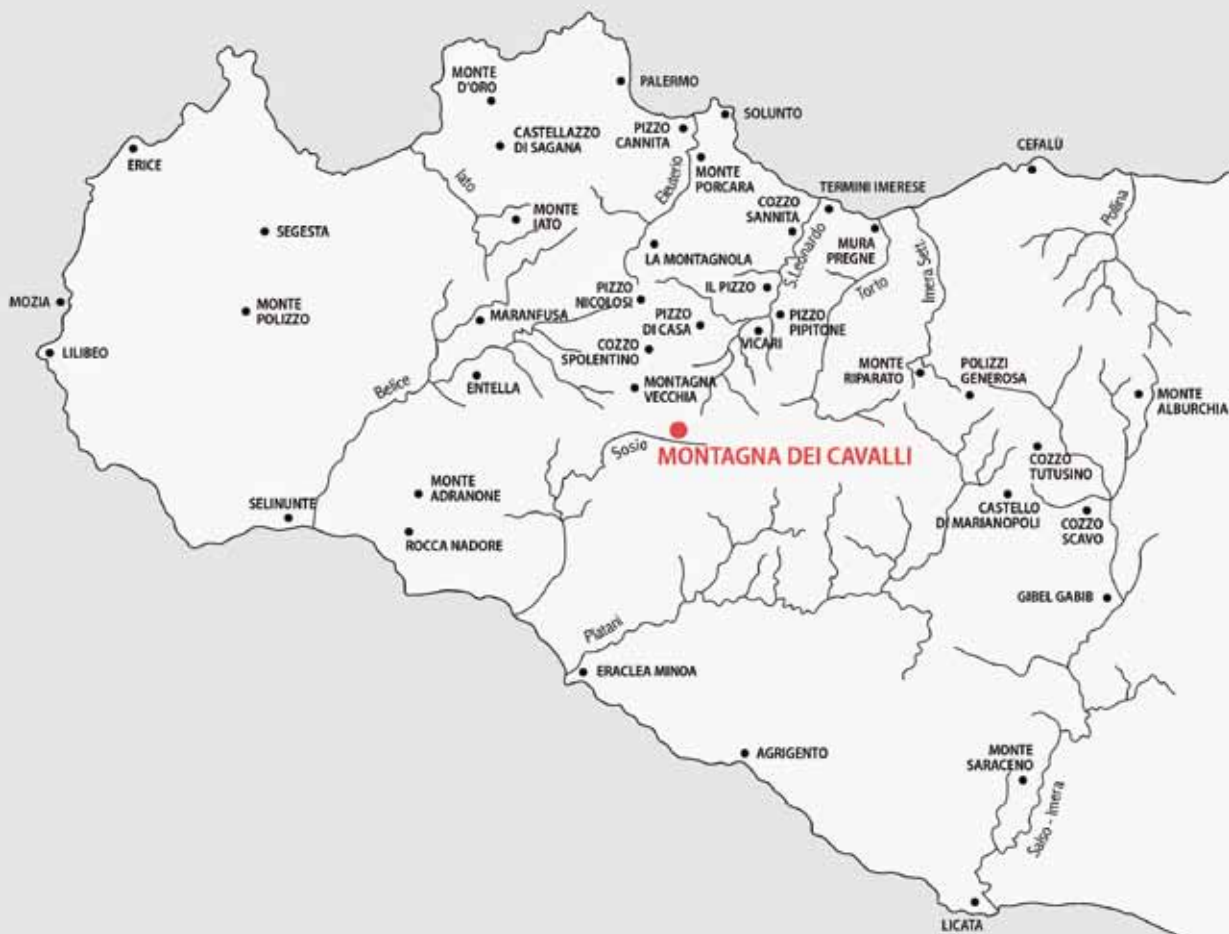 MONTE
D'ORO
PALERMO
SOLUNTO
CASTELLAZZO
DI SAGANA
PIZZO
CANNITA
ERICE
CEFALÙ
Iato
Eleuterio
MONTE
PORCARA
TERMINI IMERESE
Pollina
MONTE
IATO
COZZO
SANNITA
SEGESTA
LA MONTAGNOLA
S.Leonardo
MURA
PREGNE
Imera Sett.
MOZIA
MONTE
POLIZZO
MARANFUSA
PIZZO
NICOLOSI
IL PIZZO
Torto
PIZZO
DI CASA
PIZZO
PIPITONE
LILIBEO
COZZO
SPOLENTINO
VICARI
MONTE
RIPARATO
POLIZZI
GENEROSA
Belice
ENTELLA
MONTAGNA
VECCHIA
MONTE
ALBURCHIA
Sosio
MONTAGNA DEI CAVALLI
COZZO
TUTUSINO
MONTE
ADRANONE
SELINUNTE
CASTELLO
DI MARIANOPOLI
COZZO
SCAVO
ROCCA NADORE
GIBEL GABIB
Platani
ERACLEA MINOA
AGRIGENTO
MONTE
SARACENO
Salso - Imera
LICATA